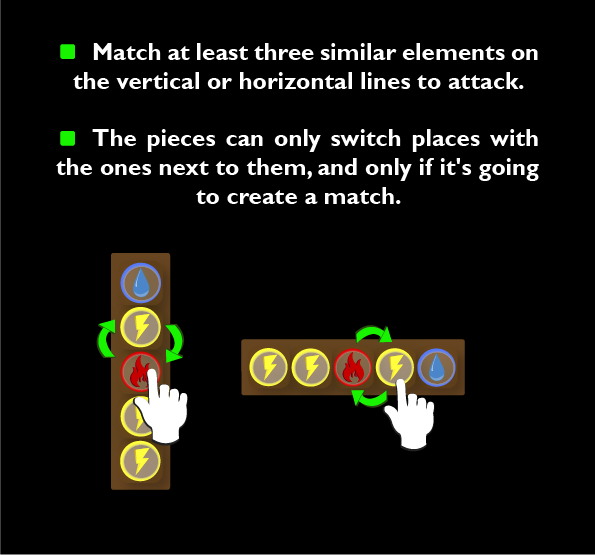 Match at least three similar elements on
the vertical or horizontal lines to attack.
The pieces can only switch places with
the ones next to them, and only if it's going
to create a match.